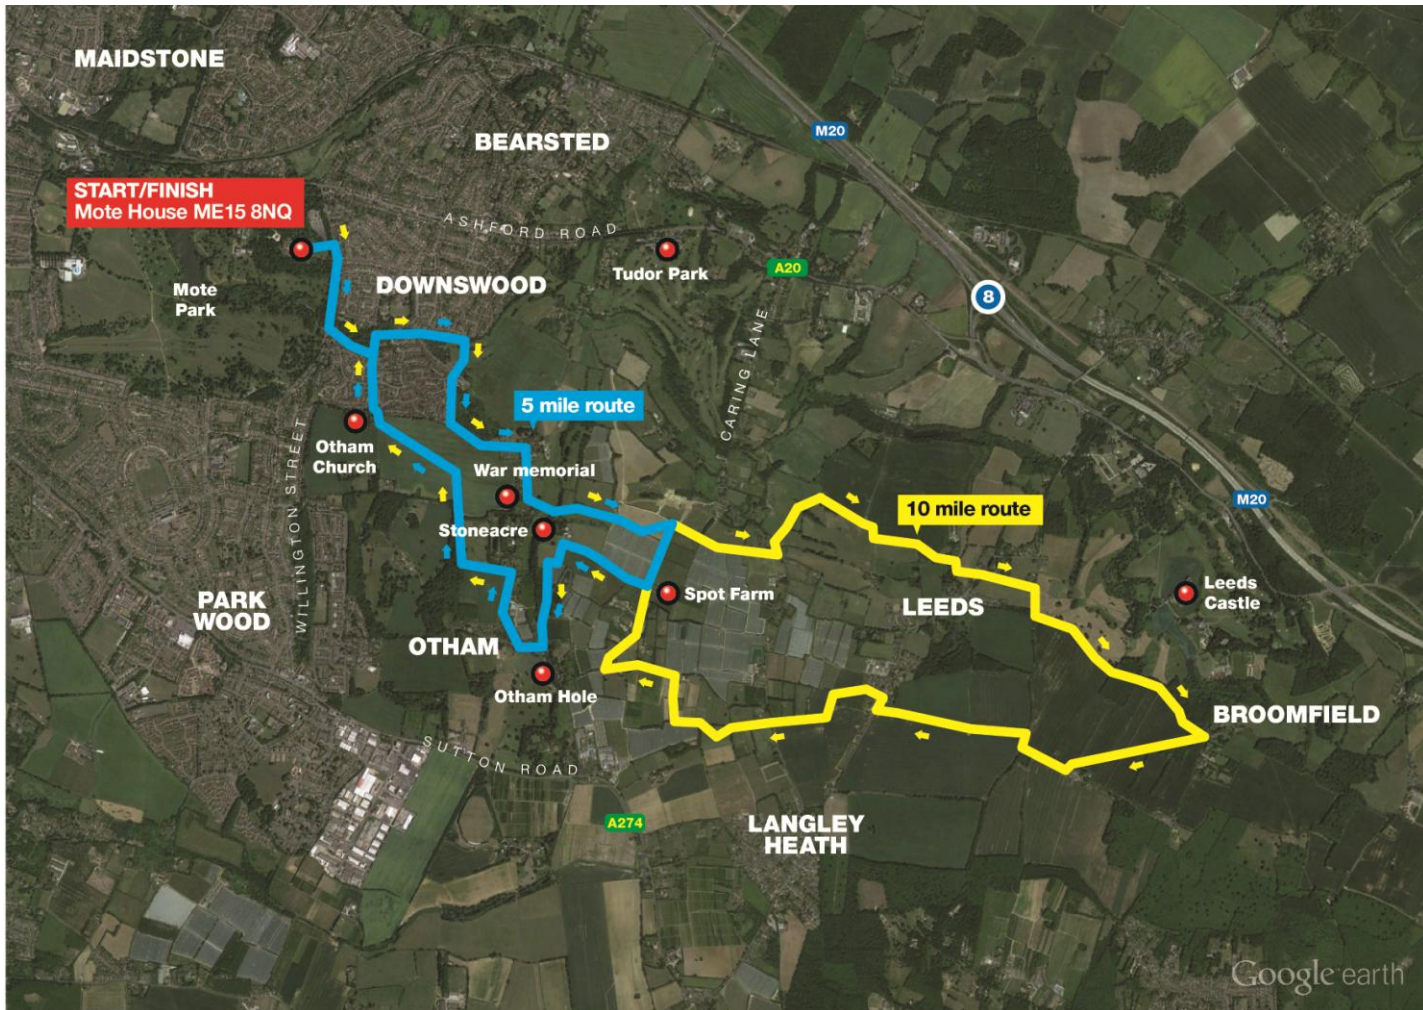 MAIDSTONE
BEARSTED
M20
START/FINISH
Mote House ME15 8NQ
ASHFORD ROAD
Tudor Park
A20
Mote
Park
DOWNSWOOD
8
CARING LANE
5 mile route
Otham
Church
WILLINGTON STREET
War memorial
Stoneacre
10 mile route
M20
Spot Farm
LEEDS
Leeds
Castle
PARK
WOOD
OTHAM
Otham Hole
BROOMFIELD
SUTTON ROAD
A274
LANGLEY
HEATH
Google earth